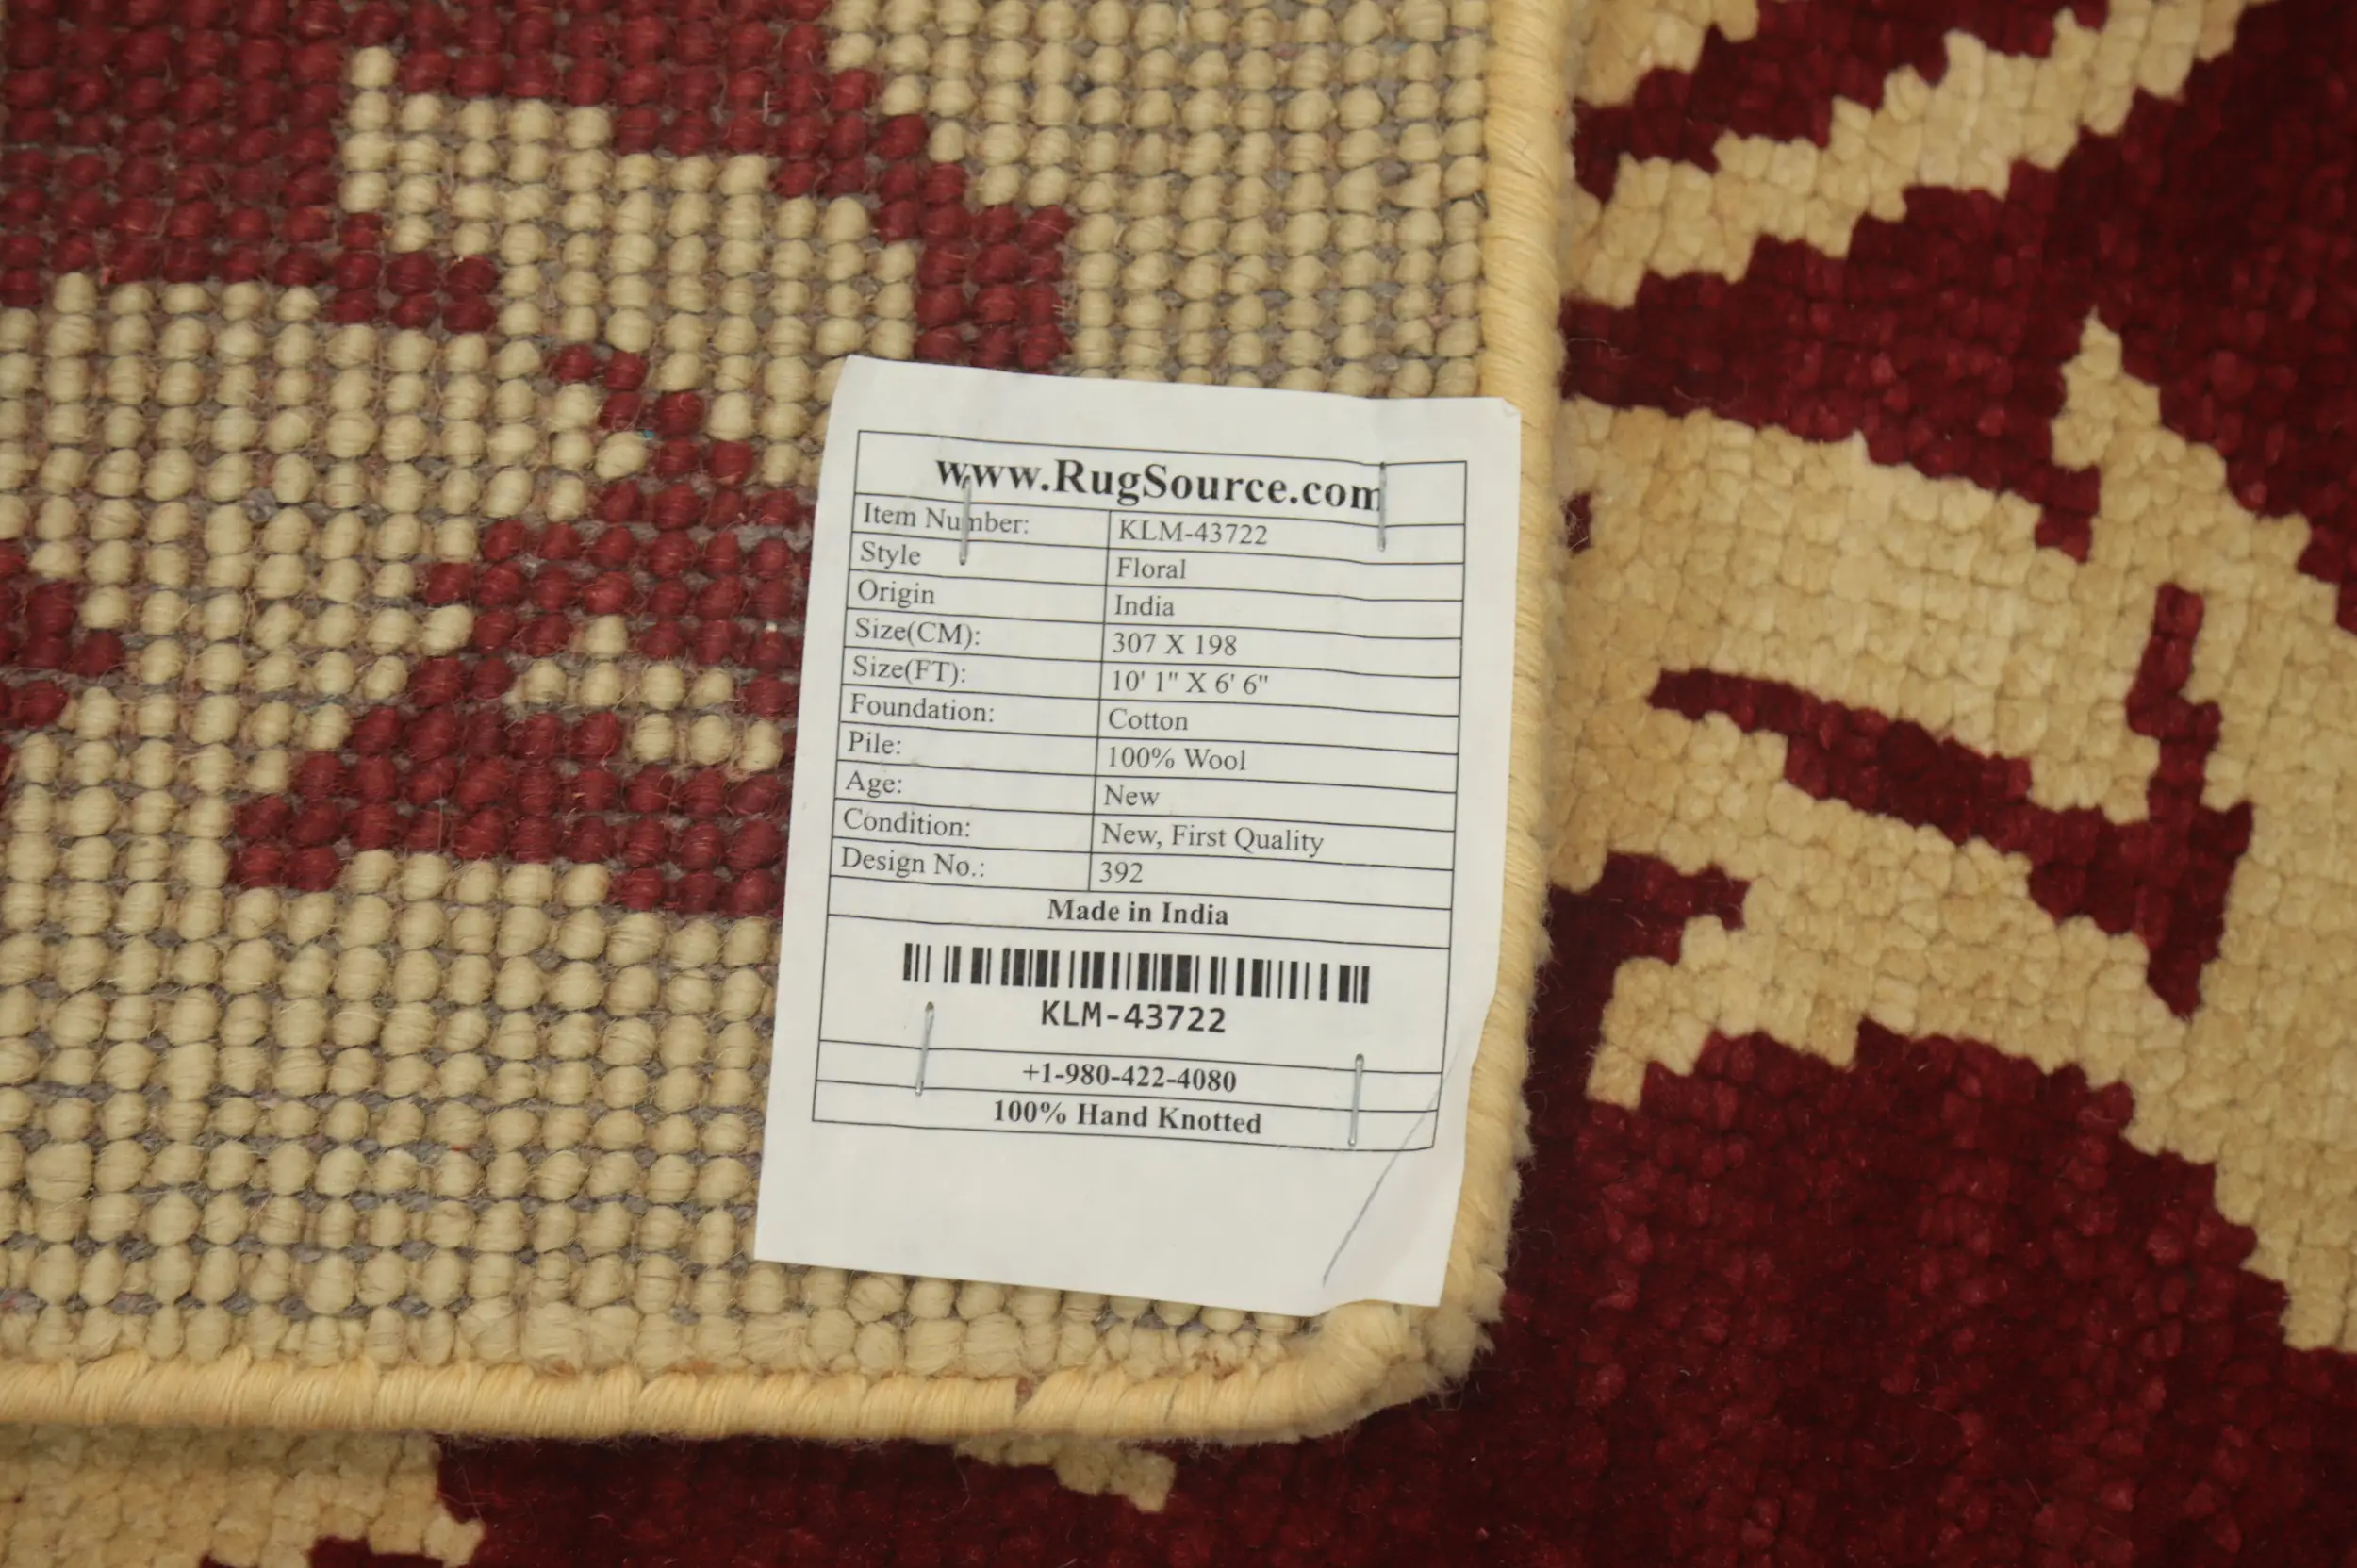 www.RugSource.com
Item Number: KLM-43722
Style Floral
Origin India
Size(CM): 307 X 198
Size(FT): 10' 1" X 6' 6"
Foundation: Cotton
Pile: 100% Wool
Age: New
Condition: New, First Quality
Design No.: 392
Made in India
KLM-43722
+1-980-422-4080
100% Hand Knotted